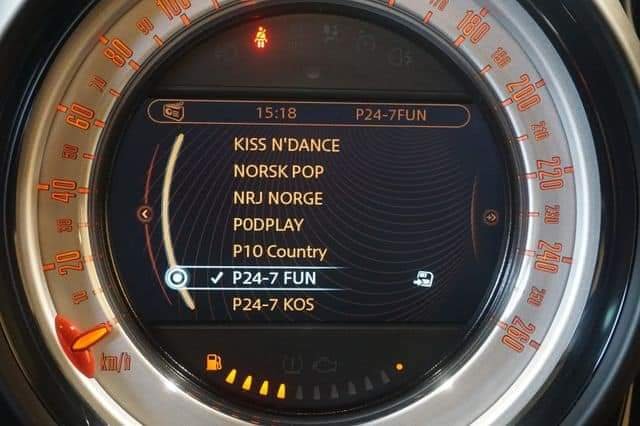 15:18 P24-7FUN
KISS N'DANCE
NORSK POP
NRJ NORGE
P0DPLAY
P10 Country
P24-7 FUN
P24-7 KOS
20
40
60
80
100
180
200
220
240
260
km/h